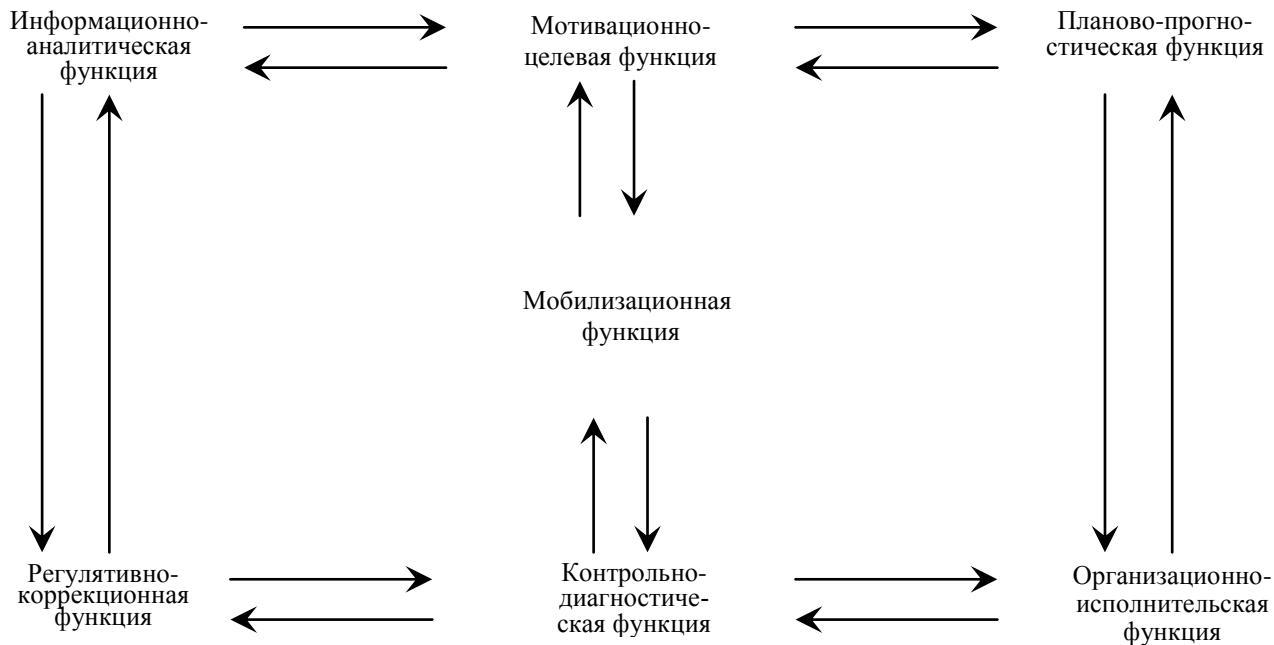 Информационно-
аналитическая
функция
Мотивационно-
целевая функция
Планово-прогно-
стическая функция
Мобилизационная
функция
Регулятивно-
коррекционная
функция
Контрольно-
диагностиче-
ская функция
Организационно-
исполнительская
функция